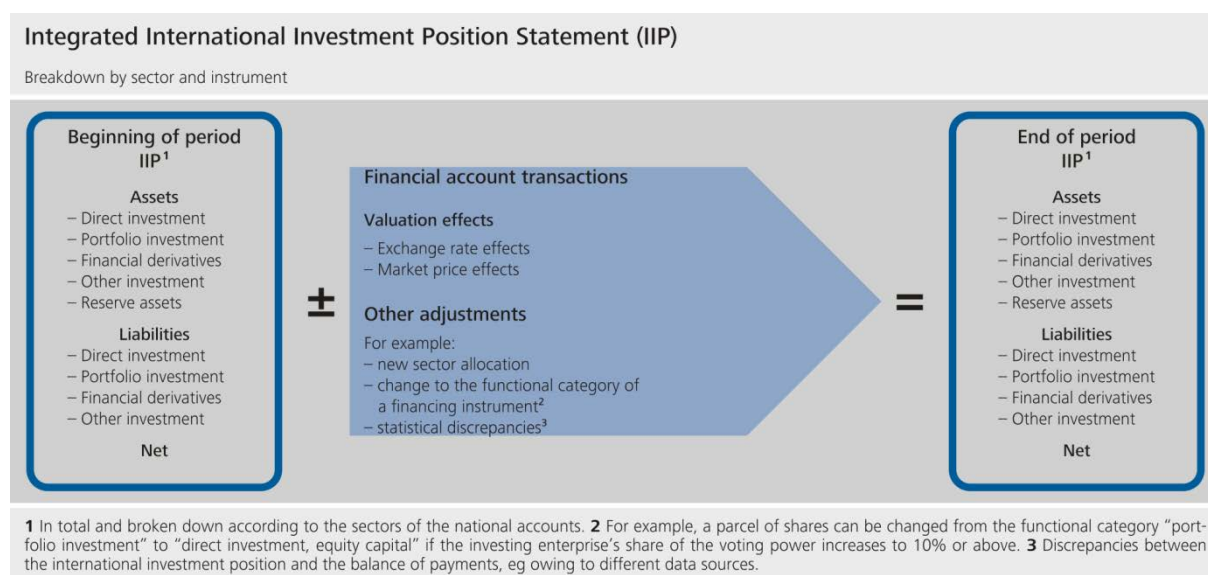 Integrated International Investment Position Statement (IIP)
Breakdown by sector and instrument
Beginning of period
IIP¹
Assets
– Direct investment
– Portfolio investment
– Financial derivatives
– Other investment
– Reserve assets
Liabilities
– Direct investment
– Portfolio investment
– Financial derivatives
– Other investment
Net
±
Financial account transactions
Valuation effects
– Exchange rate effects
– Market price effects
Other adjustments
For example:
– new sector allocation
– change to the functional category of
a financing instrument²
– statistical discrepancies³
=
End of period
IIP¹
Assets
– Direct investment
– Portfolio investment
– Financial derivatives
– Other investment
– Reserve assets
Liabilities
– Direct investment
– Portfolio investment
– Financial derivatives
– Other investment
Net
1 In total and broken down according to the sectors of the national accounts. 2 For example, a parcel of shares can be changed from the functional category “port-
folio investment” to “direct investment, equity capital” if the investing enterprise’s share of the voting power increases to 10% or above. 3 Discrepancies between
the international investment position and the balance of payments, eg owing to different data sources.